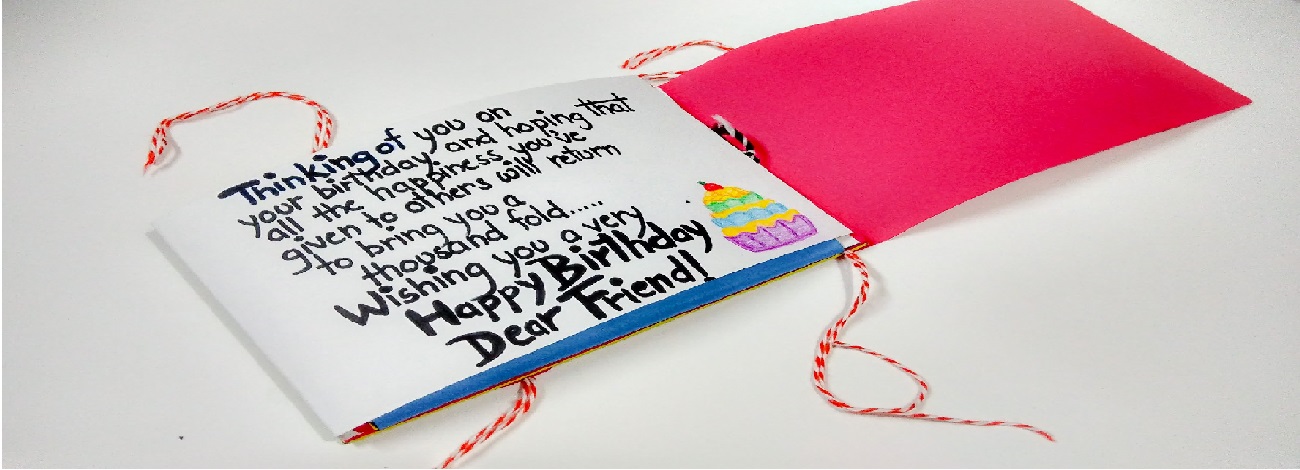 Thinking of you on
your birthday and hoping that
all the happiness you've
given to others will return
to bring you a
thousand fold.....
Wishing you a very
Happy Birthday
Dear Friend!